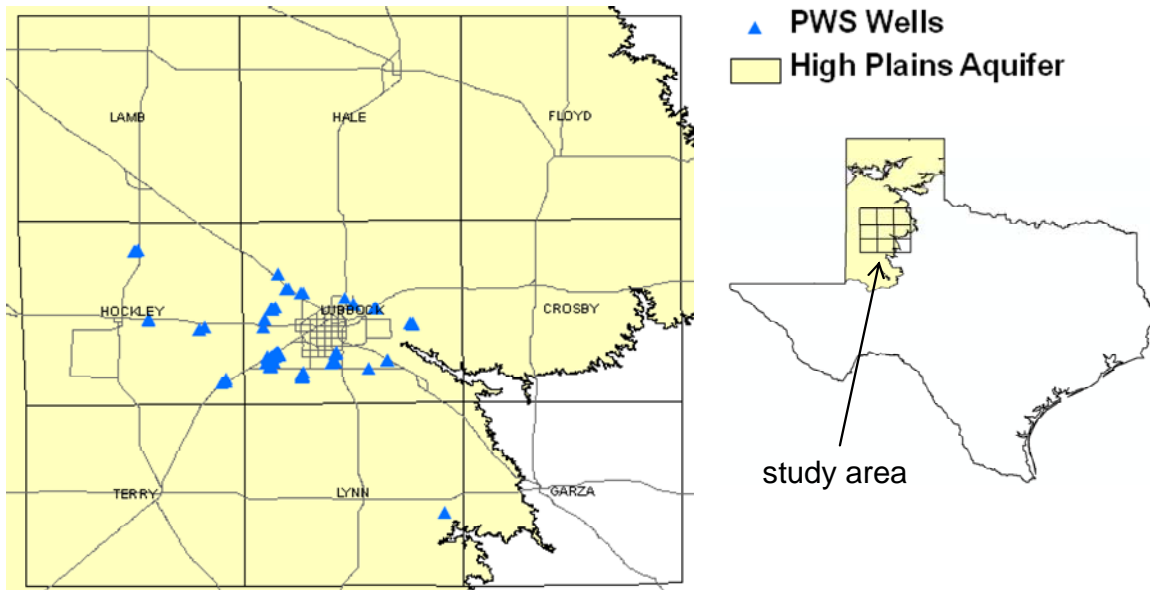 PWS Wells
High Plains Aquifer
LAMB
HALE
FLOYD
HOCKLEY
LUBBOCK
CROSBY
TERRY
LYNN
GARZA
study area